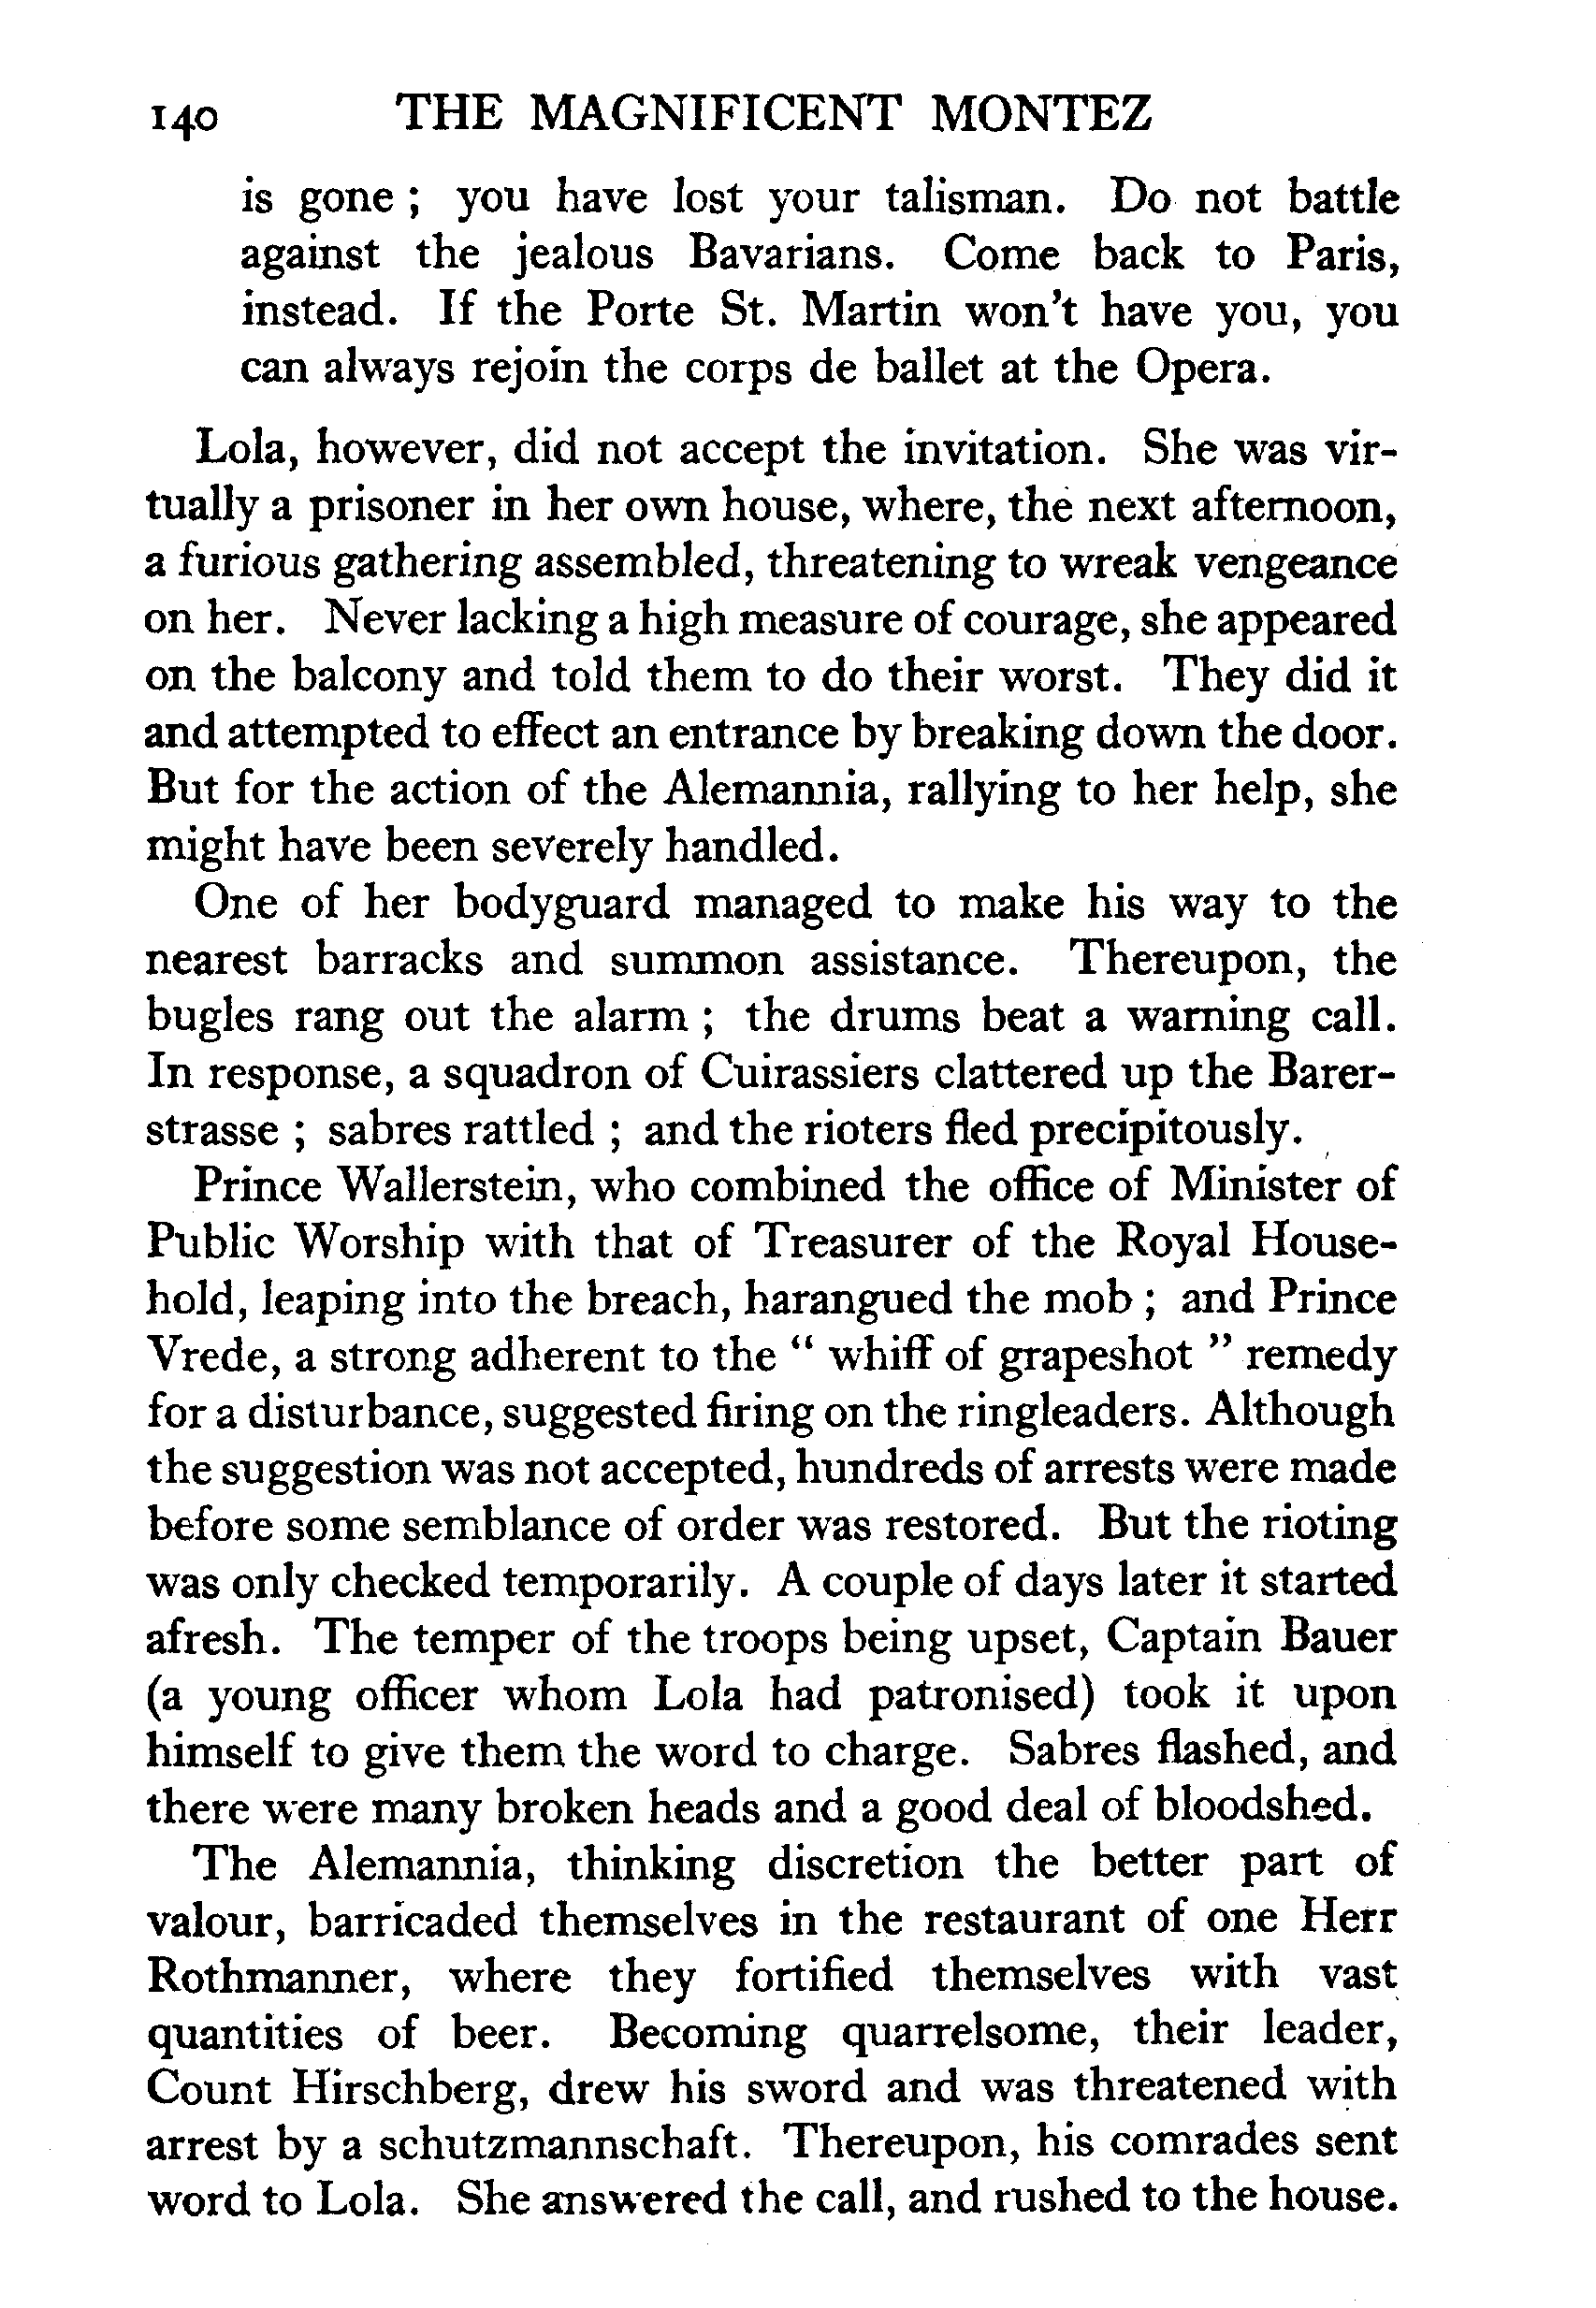 140 THE MAGNIFICENT MONTEZ
is gone ; you have lost your talisman. Do not battle
against the jealous Bavarians. Come back to Paris,
instead. If the Porte St. Martin won't have you, you
can always rejoin the corps de ballet at the Opera.
Lola, however, did not accept the invitation. She was vir-
tually a prisoner in her own house, where, the next afternoon,
a furious gathering assembled, threatening to wreak vengeance
on her. Never lacking a high measure of courage, she appeared
on the balcony and told them to do their worst. They did it
and attempted to effect an entrance by breaking down the door.
But for the action of the Alemannia, rallying to her help, she
might have been severely handled.
One of her bodyguard managed to make his way to the
nearest barracks and summon assistance. Thereupon, the
bugles rang out the alarm ; the drums beat a warning call.
In response, a squadron of Cuirassiers clattered up the Barer-
strasse ; sabres rattled ; and the rioters fled precipitously.
Prince Wallerstein, who combined the office of Minister of
Public Worship with that of Treasurer of the Royal House-
hold, leaping into the breach, harangued the mob ; and Prince
Vrede, a strong adherent to the “ whiff of grapeshot ” remedy
for a disturbance, suggested firing on the ringleaders. Although
the suggestion was not accepted, hundreds of arrests were made
before some semblance of order was restored. But the rioting
was only checked temporarily. A couple of days later it started
afresh. The temper of the troops being upset, Captain Bauer
(a young officer whom Lola had patronised) took it upon
himself to give them the word to charge. Sabres flashed, and
there were many broken heads and a good deal of bloodshed.
The Alemannia, thinking discretion the better part of
valour, barricaded themselves in the restaurant of one Herr
Rothmanner, where they fortified themselves with vast
quantities of beer. Becoming quarrelsome, their leader,
Count Hirschberg, drew his sword and was threatened with
arrest by a schutzmannschaft. Thereupon, his comrades sent
word to Lola. She answered the call, and rushed to the house.